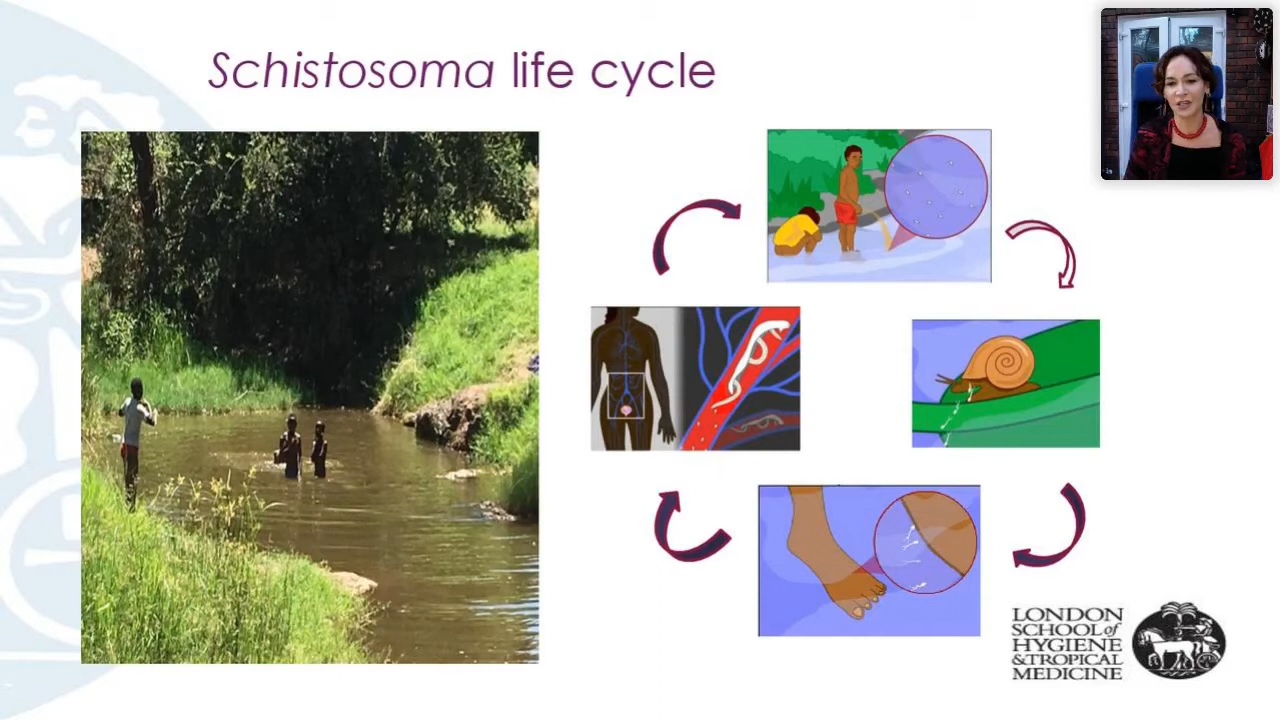 Schistosoma life cycle
LONDON
SCHOOL of
HYGIENE
& TROPICAL
MEDICINE